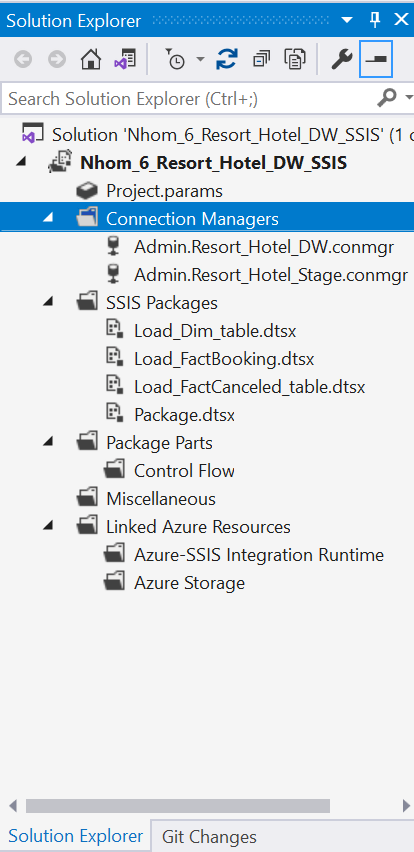 Solution Explorer
Search Solution Explorer (Ctrl+;)
Solution 'Nhom_6_Resort_Hotel_DW_SSIS' (1 o
Nhom_6_Resort_Hotel_DW_SSIS
Project.params
Connection Managers
Admin.Resort_Hotel_DW.conmgr
Admin.Resort_Hotel_Stage.conmgr
SSIS Packages
Load_Dim_table.dtsx
Load_FactBooking.dtsx
Load_FactCanceled_table.dtsx
Package.dtsx
Package Parts
Control Flow
Miscellaneous
Linked Azure Resources
Azure-SSIS Integration Runtime
Azure Storage
Solution Explorer Git Changes